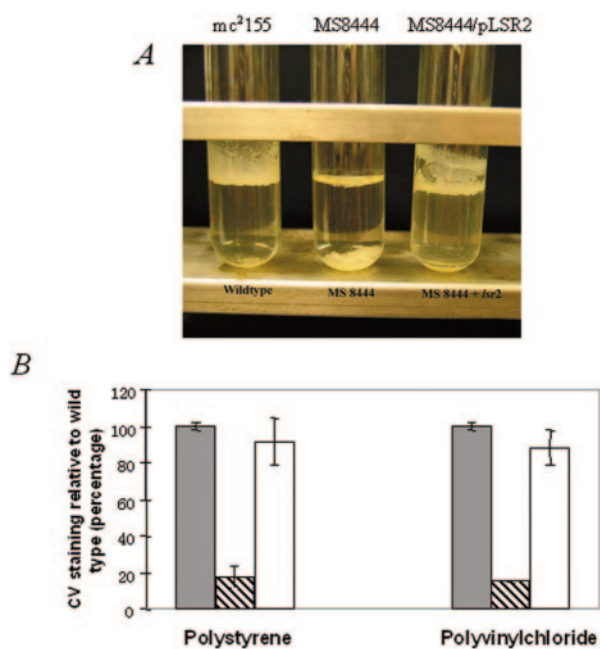 mc²155 MS8444 MS8444/pLSR2
A
Wildtype MS 8444 MS 8444 + lsr2
B
CV staining relative to wild
type (percentage)
120
100
80
60
40
20
0
Polystyrene Polyvinylchloride